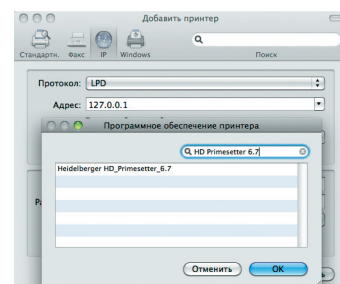 Добавить принтер
Стандартн. Факс IP Windows Поиск
Протокол: LPD
Адрес: 127.0.0.1
Программное обеспечение принтера
HD Primesetter 6.7
Heidelberger HD_Primesetter_6.7
Отменить OK